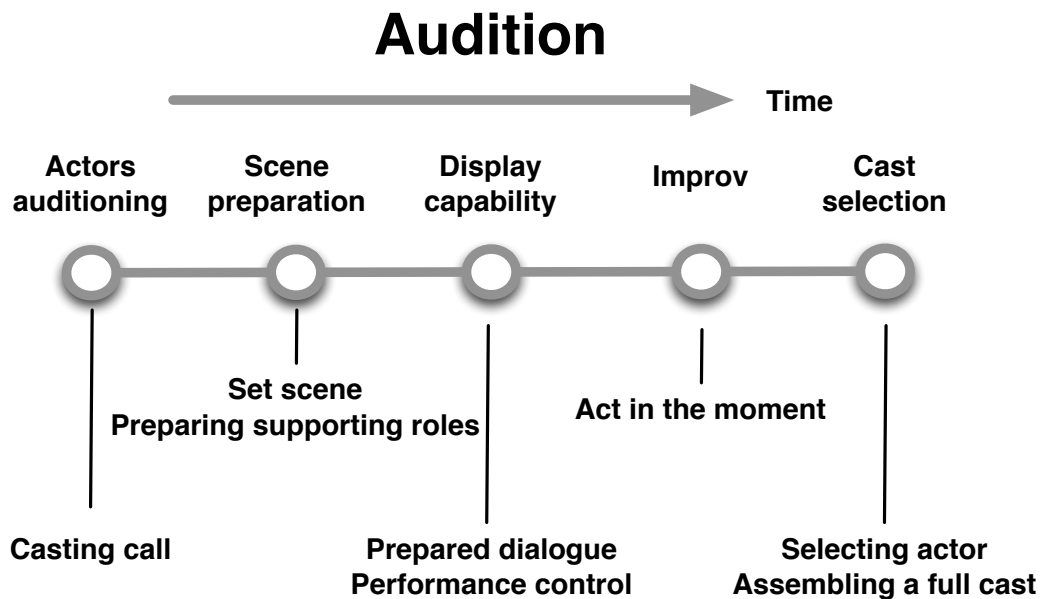 Audition
Time
Actors
auditioning
Scene
preparation
Display
capability
Improv
Cast
selection
Set scene
Preparing supporting roles
Act in the moment
Casting call
Prepared dialogue
Performance control
Selecting actor
Assembling a full cast